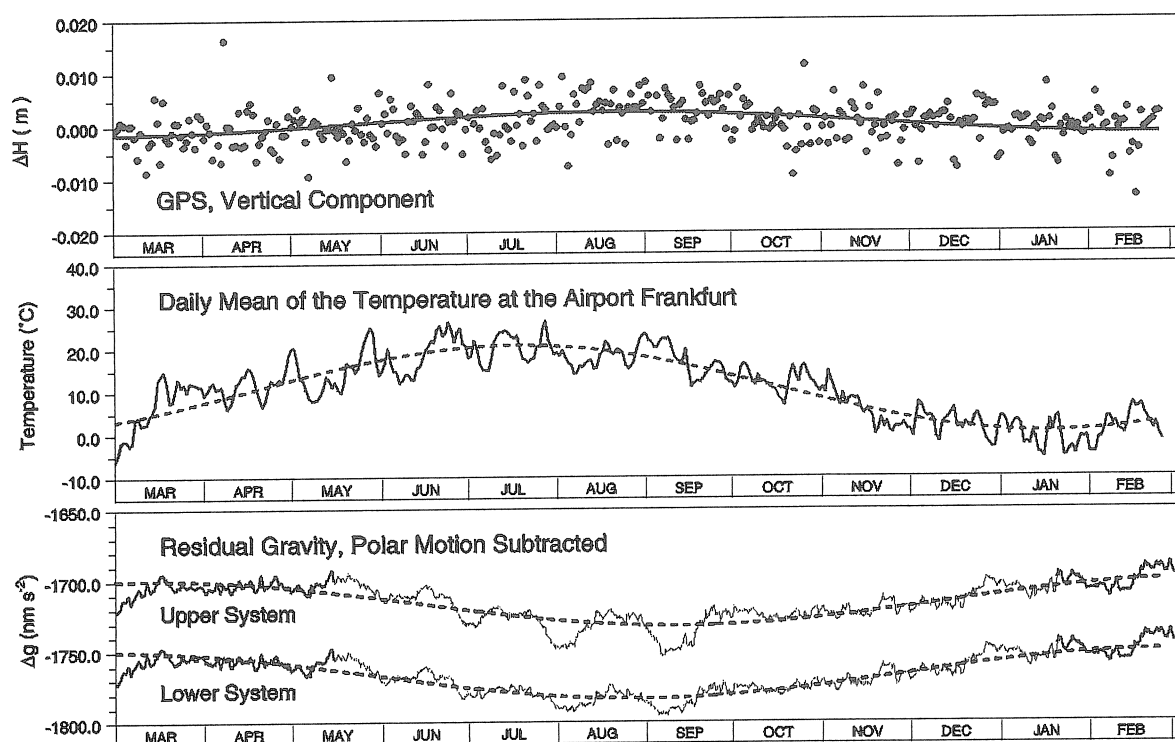 0.020
0.010
0.000
-0.010
-0.020
ΔH ( m )
GPS, Vertical Component
MAR APR MAY JUN JUL AUG SEP OCT NOV DEC JAN FEB
40.0
30.0
20.0
10.0
0.0
-10.0
Temperature (°C)
Daily Mean of the Temperature at the Airport Frankfurt
MAR APR MAY JUN JUL AUG SEP OCT NOV DEC JAN FEB
-1650.0
-1700.0
-1750.0
-1800.0
Δg (nm s⁻²)
Residual Gravity, Polar Motion Subtracted
Upper System
Lower System
MAR APR MAY JUN JUL AUG SEP OCT NOV DEC JAN FEB